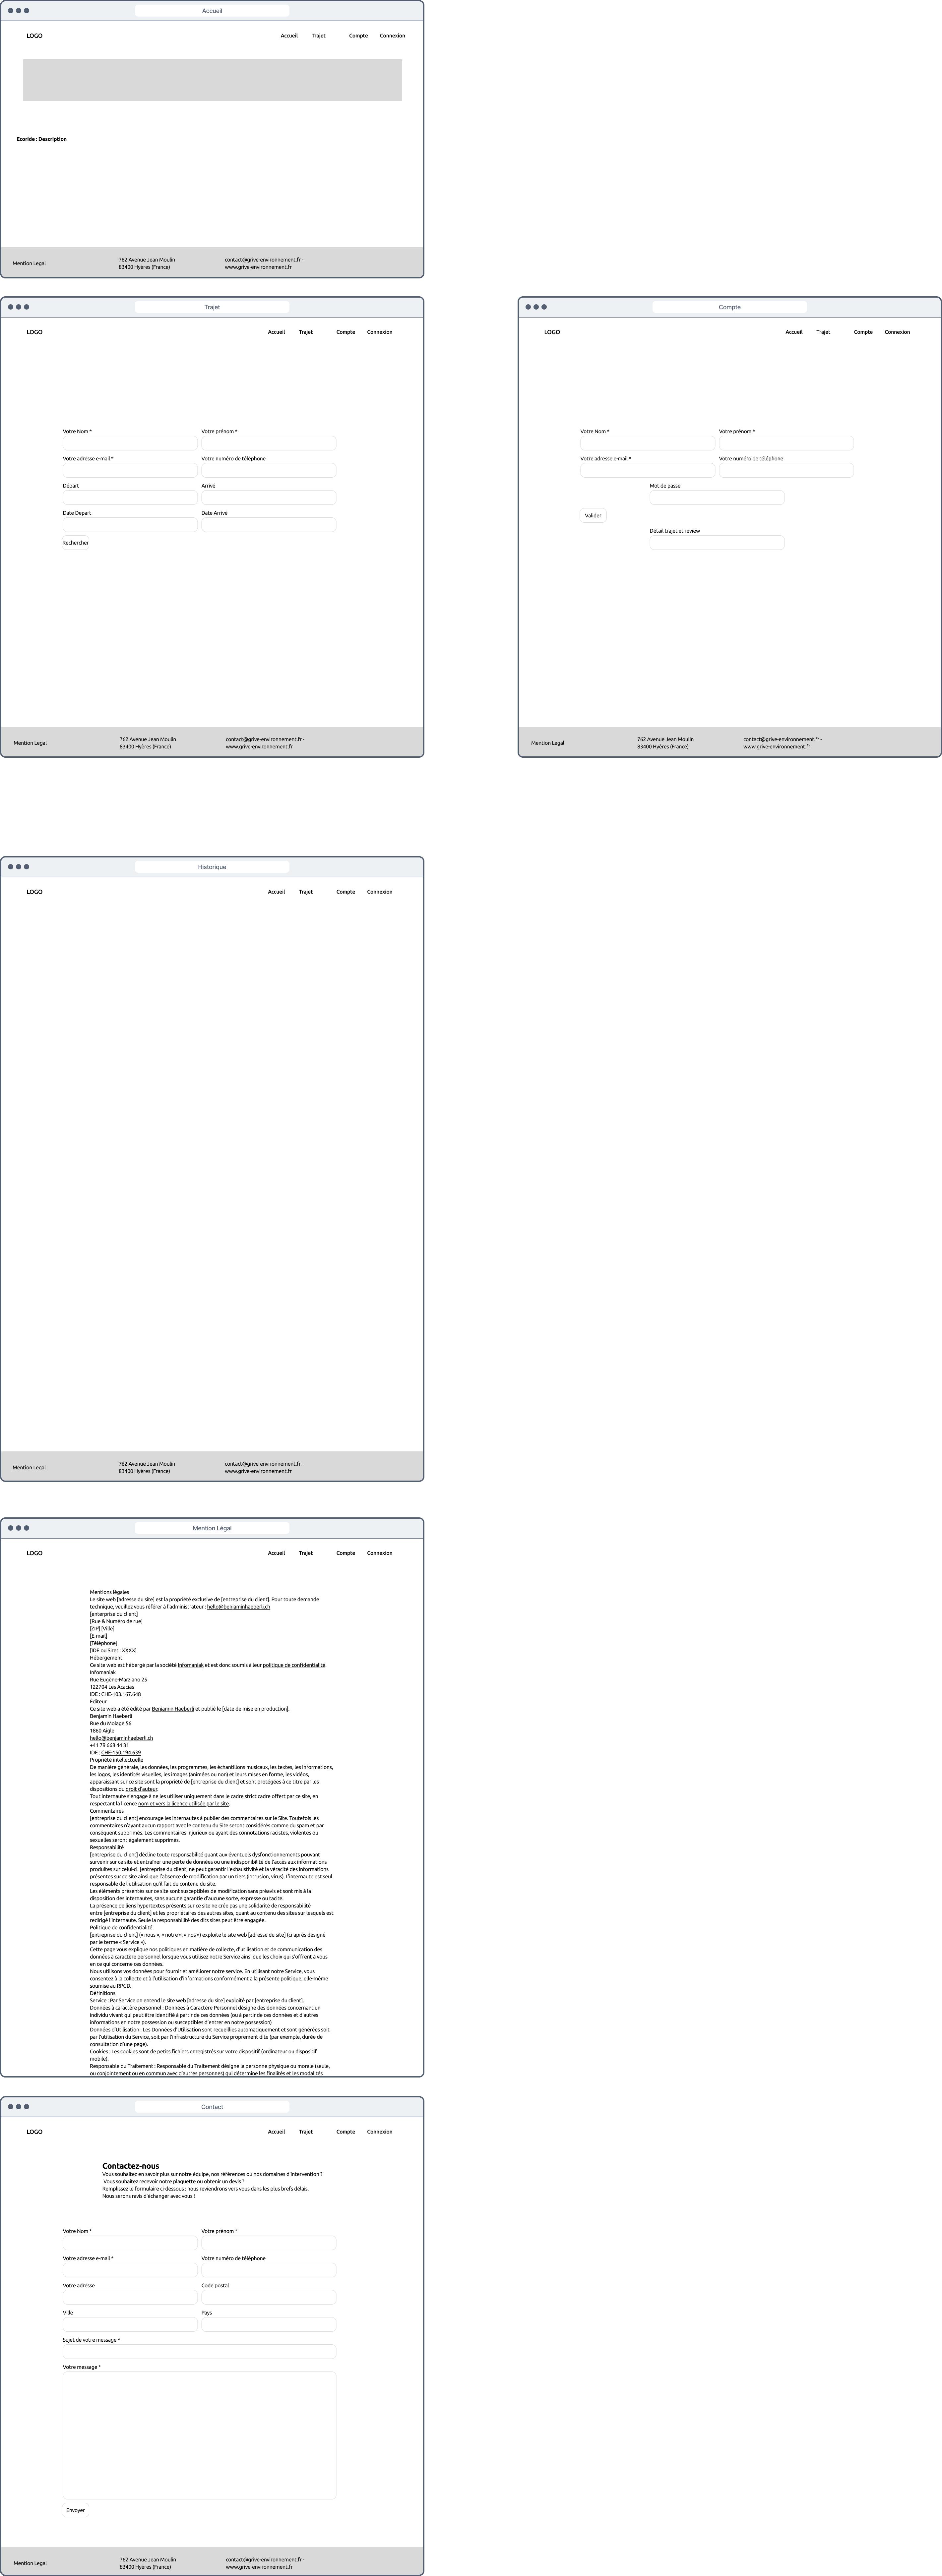 Accueil
LOGO
Accueil Trajet Compte Connexion
Ecoride : Description
Mention Legal
762 Avenue Jean Moulin
83400 Hyères (France)
contact@grive-environnement.fr -
www.grive-environnement.fr
Trajet
LOGO
Accueil Trajet Compte Connexion
Votre Nom * Votre prénom *
Votre adresse e-mail * Votre numéro de téléphone
Départ Arrivé
Date Depart Date Arrivé
Rechercher
Mention Legal
762 Avenue Jean Moulin
83400 Hyères (France)
contact@grive-environnement.fr -
www.grive-environnement.fr
Compte
LOGO
Accueil Trajet Compte Connexion
Votre Nom * Votre prénom *
Votre adresse e-mail * Votre numéro de téléphone
Mot de passe
Valider
Détail trajet et review
Mention Legal
762 Avenue Jean Moulin
83400 Hyères (France)
contact@grive-environnement.fr -
www.grive-environnement.fr
Historique
LOGO
Accueil Trajet Compte Connexion
Mention Legal
762 Avenue Jean Moulin
83400 Hyères (France)
contact@grive-environnement.fr -
www.grive-environnement.fr
Mention Légal
LOGO
Accueil Trajet Compte Connexion
Mentions légales
Le site web [adresse du site] est la propriété exclusive de [entreprise du client]. Pour toute demande
technique, veuillez vous référer à l'administrateur : hello@benjaminhaeberli.ch
[enterprise du client]
[Rue & Numéro de rue]
[ZIP] [Ville]
[E-mail]
[Téléphone]
[IDE ou Siret : XXXX]
Hébergement
Ce site web est hébergé par la société Infomaniak et est donc soumis à leur politique de confidentialité.
Infomaniak
Rue Eugène-Marziano 25
122704 Les Acacias
IDE : CHE-103.167.648
Éditeur
Ce site web a été édité par Benjamin Haeberli et publié le [date de mise en production].
Benjamin Haeberli
Rue du Molage 56
1860 Aigle
hello@benjaminhaeberli.ch
+41 79 668 44 31
IDE : CHE-150.194.639
Propriété intellectuelle
De manière générale, les données, les programmes, les échantillons musicaux, les textes, les informations,
les logos, les identités visuelles, les images (animées ou non) et leurs mises en forme, les vidéos,
apparaissant sur ce site sont la propriété de [entreprise du client] et sont protégées à ce titre par les
dispositions du droit d'auteur.
Tout internaute s'engage à ne les utiliser uniquement dans le cadre strict cadre offert par ce site, en
respectant la licence nom et vers la licence utilisée par le site.
Commentaires
[entreprise du client] encourage les internautes à publier des commentaires sur le Site. Toutefois les
commentaires n'ayant aucun rapport avec le contenu du Site seront considérés comme du spam et par
conséquent supprimés. Les commentaires injurieux ou ayant des connotations racistes, violentes ou
sexuelles seront également supprimés.
Responsabilité
[entreprise du client] décline toute responsabilité quant aux éventuels dysfonctionnements pouvant
survenir sur ce site et entraîner une perte de données ou une indisponibilité de l'accès aux informations
produites sur celui-ci. [entreprise du client] ne peut garantir l'exhaustivité et la véracité des informations
présentes sur ce site ainsi que l'absence de modification par un tiers (intrusion, virus). L'internaute est seul
responsable de l'utilisation qu'il fait du contenu du site.
Les éléments présentés sur ce site sont susceptibles de modification sans préavis et sont mis à la
disposition des internautes, sans aucune garantie d'aucune sorte, expresse ou tacite.
La présence de liens hypertextes présents sur ce site ne crée pas une solidarité de responsabilité
entre [entreprise du client] et les propriétaires des autres sites, quant au contenu des sites sur lesquels est
redirigé l'internaute. Seule la responsabilité des dits sites peut être engagée.
Politique de confidentialité
[entreprise du client] (« nous », « notre », « nos ») exploite le site web [adresse du site] (ci-après désigné
par le terme « Service »).
Cette page vous explique nos politiques en matière de collecte, d'utilisation et de communication des
données à caractère personnel lorsque vous utilisez notre Service ainsi que les choix qui s'offrent à vous
en ce qui concerne ces données.
Nous utilisons vos données pour fournir et améliorer notre service. En utilisant notre Service, vous
consentez à la collecte et à l'utilisation d'informations conformément à la présente politique, elle-même
soumise au RPGD.
Définitions
Service : Par Service on entend le site web [adresse du site] exploité par [entreprise du client].
Données à caractère personnel : Données à Caractère Personnel désigne des données concernant un
individu vivant qui peut être identifié à partir de ces données (ou à partir de ces données et d'autres
informations en notre possession ou susceptibles d'entrer en notre possession)
Données d'Utilisation : Les Données d'Utilisation sont recueillies automatiquement et sont générées soit
par l'utilisation du Service, soit par l'infrastructure du Service proprement dite (par exemple, durée de
consultation d'une page).
Cookies : Les cookies sont de petits fichiers enregistrés sur votre dispositif (ordinateur ou dispositif
mobile).
Responsable du Traitement : Responsable du Traitement désigne la personne physique ou morale (seule,
ou conjointement ou en commun avec d'autres personnes) qui détermine les finalités et les modalités
Contact
LOGO
Accueil Trajet Compte Connexion
Contactez-nous
Vous souhaitez en savoir plus sur notre équipe, nos références ou nos domaines d'intervention ?
Vous souhaitez recevoir notre plaquette ou obtenir un devis ?
Remplissez le formulaire ci-dessous : nous reviendrons vers vous dans les plus brefs délais.
Nous serons ravis d'échanger avec vous !
Votre Nom * Votre prénom *
Votre adresse e-mail * Votre numéro de téléphone
Votre adresse Code postal
Ville Pays
Sujet de votre message *
Votre message *
Envoyer
Mention Legal
762 Avenue Jean Moulin
83400 Hyères (France)
contact@grive-environnement.fr -
www.grive-environnement.fr